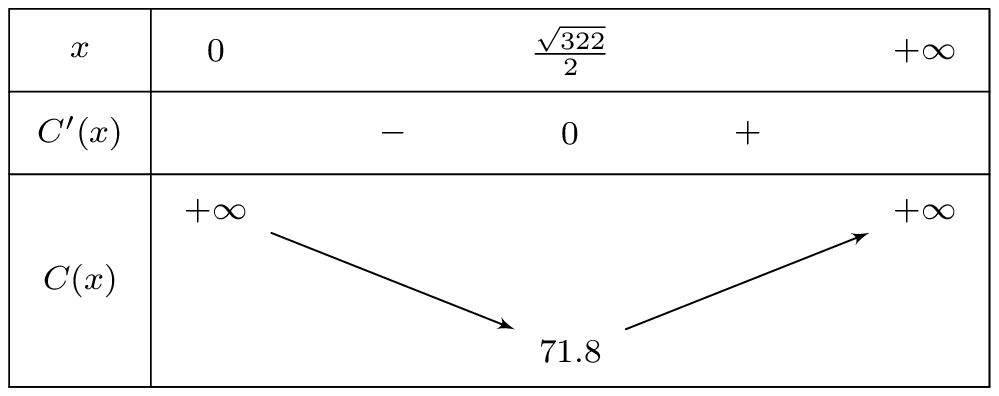 x 0 √322/2 +∞
C′(x) − 0 +
+∞ +∞
C(x)
71.8